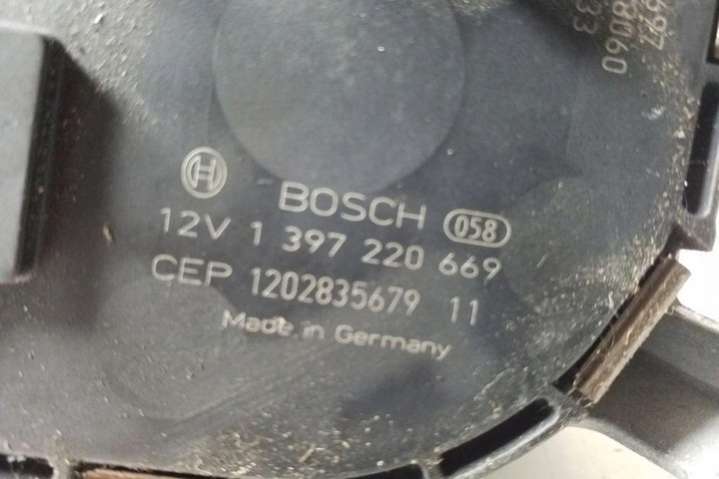 BOSCH 058
12V 1 397 220 669
CEP 1202835679 11
Made in Germany